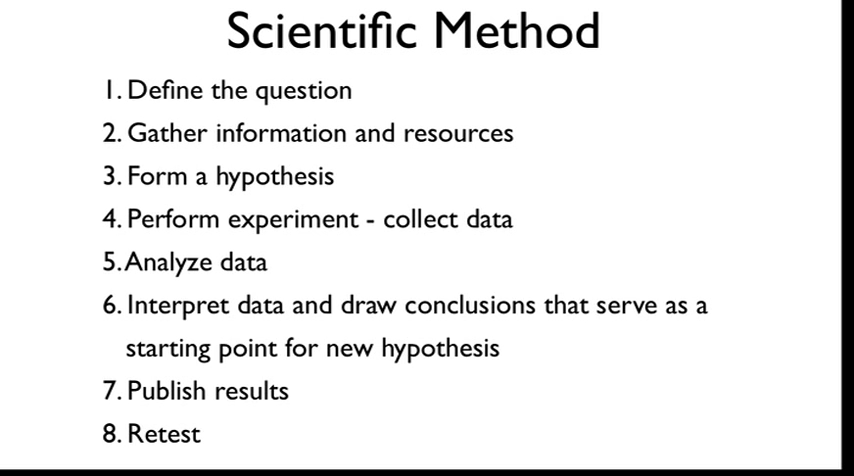 Scientific Method
1. Define the question
2. Gather information and resources
3. Form a hypothesis
4. Perform experiment - collect data
5. Analyze data
6. Interpret data and draw conclusions that serve as a
starting point for new hypothesis
7. Publish results
8. Retest